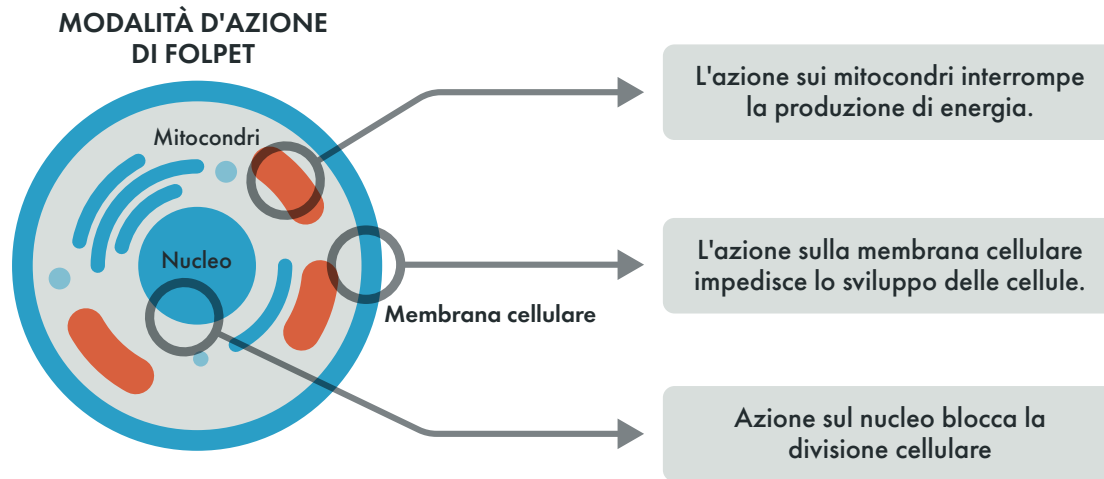 MODALITÀ D'AZIONE
DI FOLPET
Mitocondri
Nucleo
Membrana cellulare
L'azione sui mitocondri interrompe
la produzione di energia.
L'azione sulla membrana cellulare
impedisce lo sviluppo delle cellule.
Azione sul nucleo blocca la
divisione cellulare